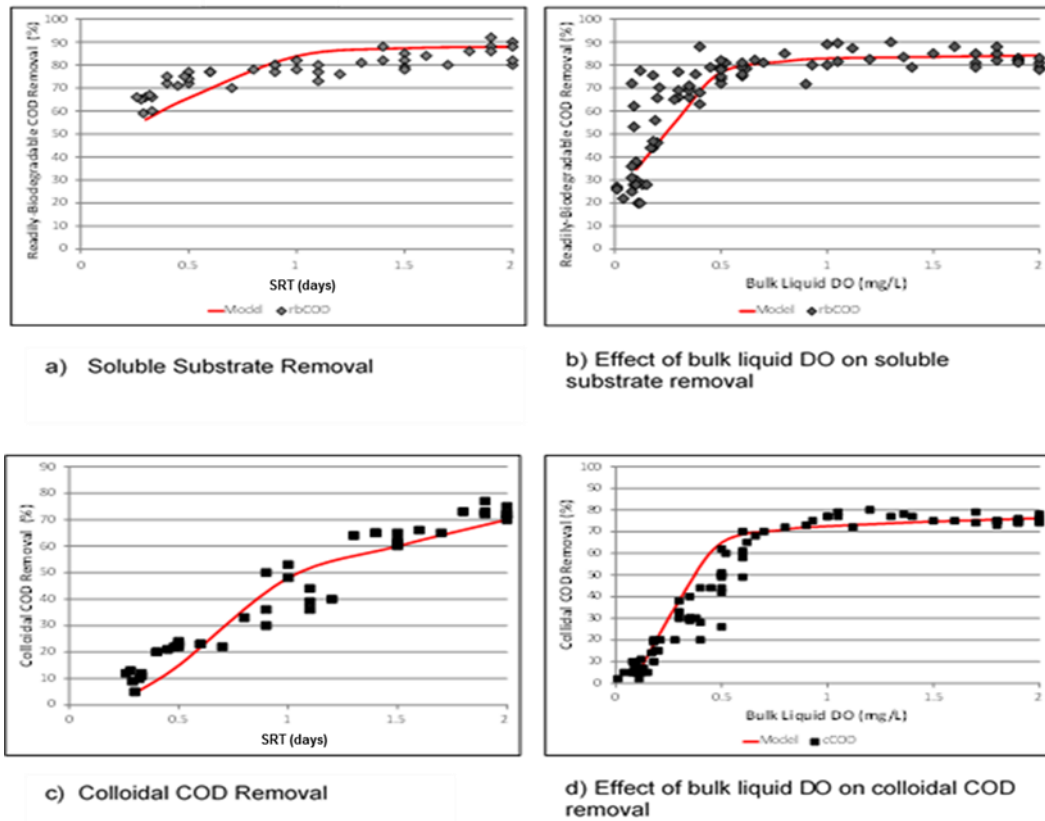 Readily-Biodegradable COD Removal (%)
100
90
80
70
60
50
40
30
20
10
0
0 0.5 1 1.5 2
SRT (days)
Model rbCOD
a) Soluble Substrate Removal
Readily-Biodegradable COD Removal (%)
100
90
80
70
60
50
40
30
20
10
0
0 0.5 1 1.5 2
Bulk Liquid DO (mg/L)
Model rbCOD
b) Effect of bulk liquid DO on soluble
substrate removal
Colloidal COD Removal (%)
90
80
70
60
50
40
30
20
10
0
0 0.5 1 1.5 2
SRT (days)
c) Colloidal COD Removal
Collidal COD Removal (%)
100
90
80
70
60
50
40
30
20
10
0
0 0.5 1 1.5 2
Bulk Liquid DO (mg/L)
Model cCOD
d) Effect of bulk liquid DO on colloidal COD
removal